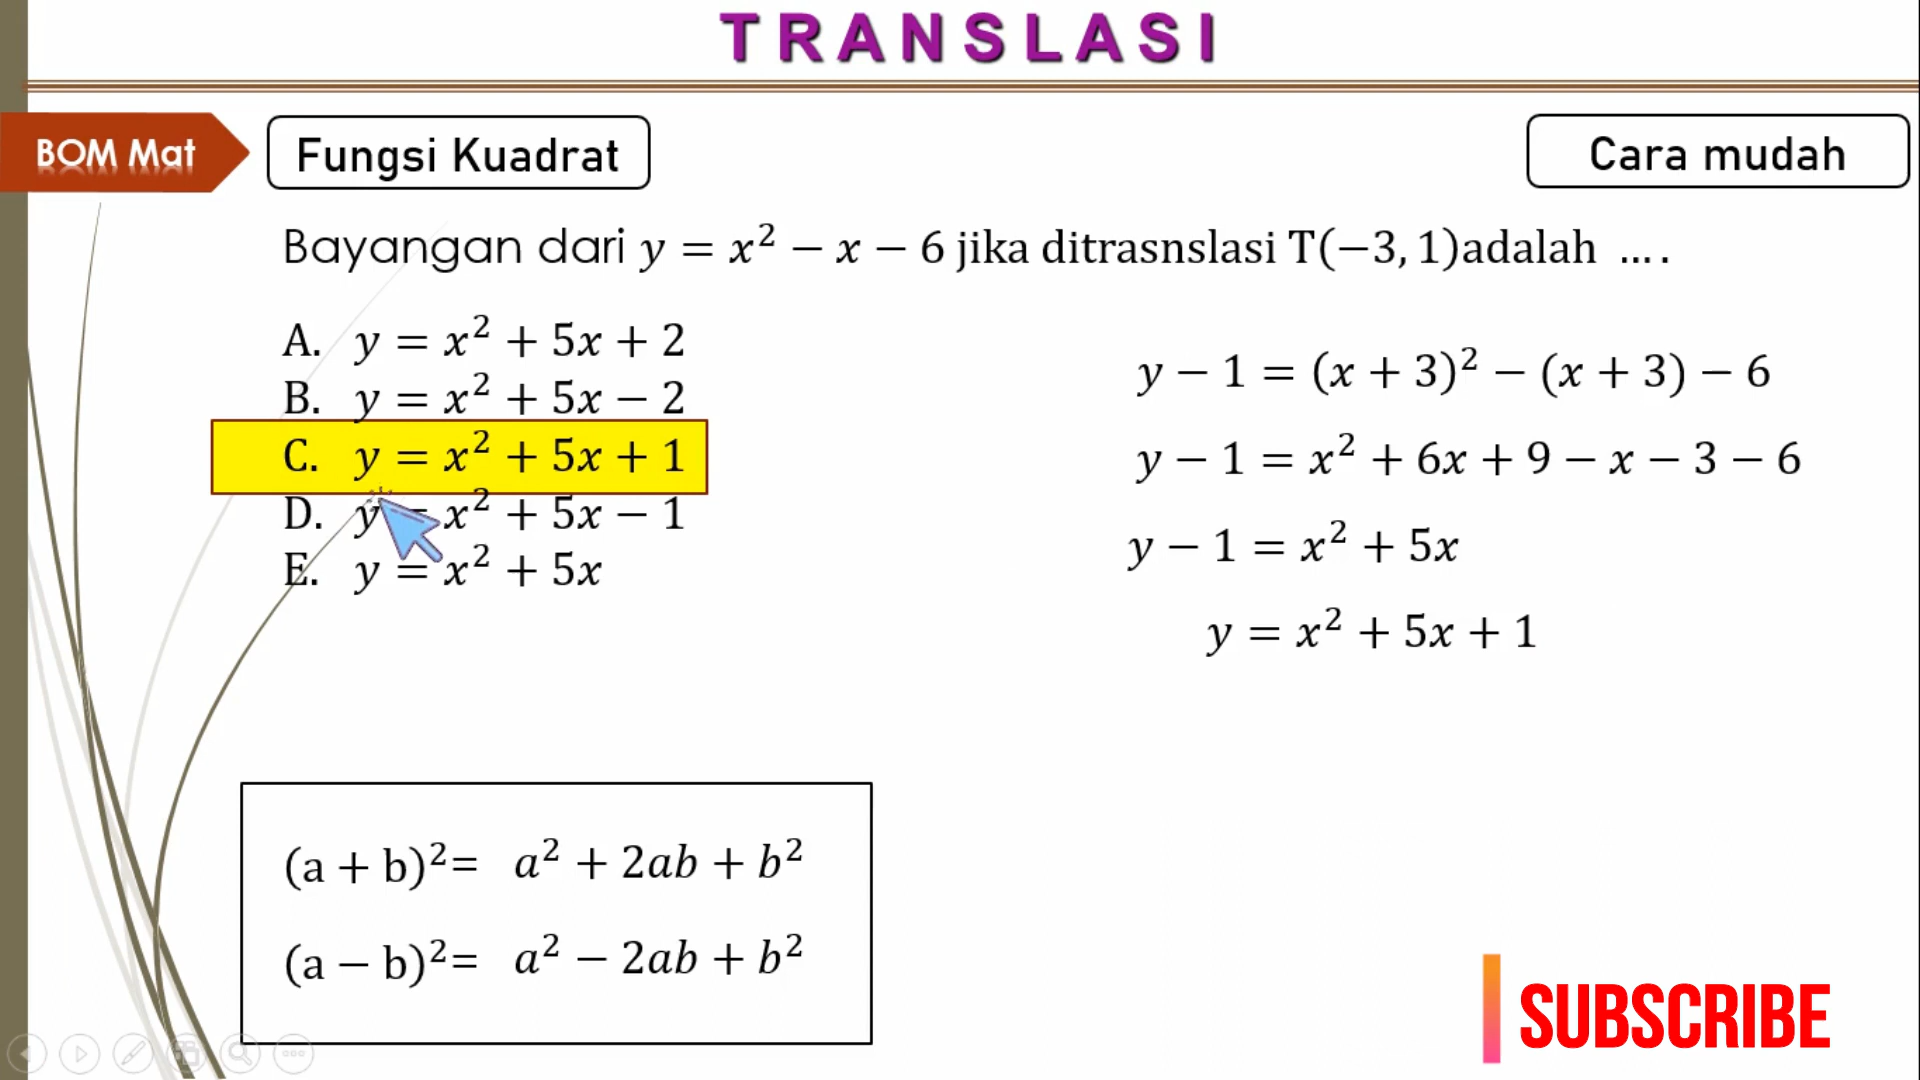 TRANSLASI
BOM Mat
Fungsi Kuadrat
Cara mudah
Bayangan dari y = x² − x − 6 jika ditrasnslasi T(−3, 1)adalah ….
A. y = x² + 5x + 2
B. y = x² + 5x − 2
C. y = x² + 5x + 1
D. y = x² + 5x − 1
E. y = x² + 5x
y − 1 = (x + 3)² − (x + 3) − 6
y − 1 = x² + 6x + 9 − x − 3 − 6
y − 1 = x² + 5x
y = x² + 5x + 1
(a + b)²= a² + 2ab + b²
(a − b)²= a² − 2ab + b²
SUBSCRIBE